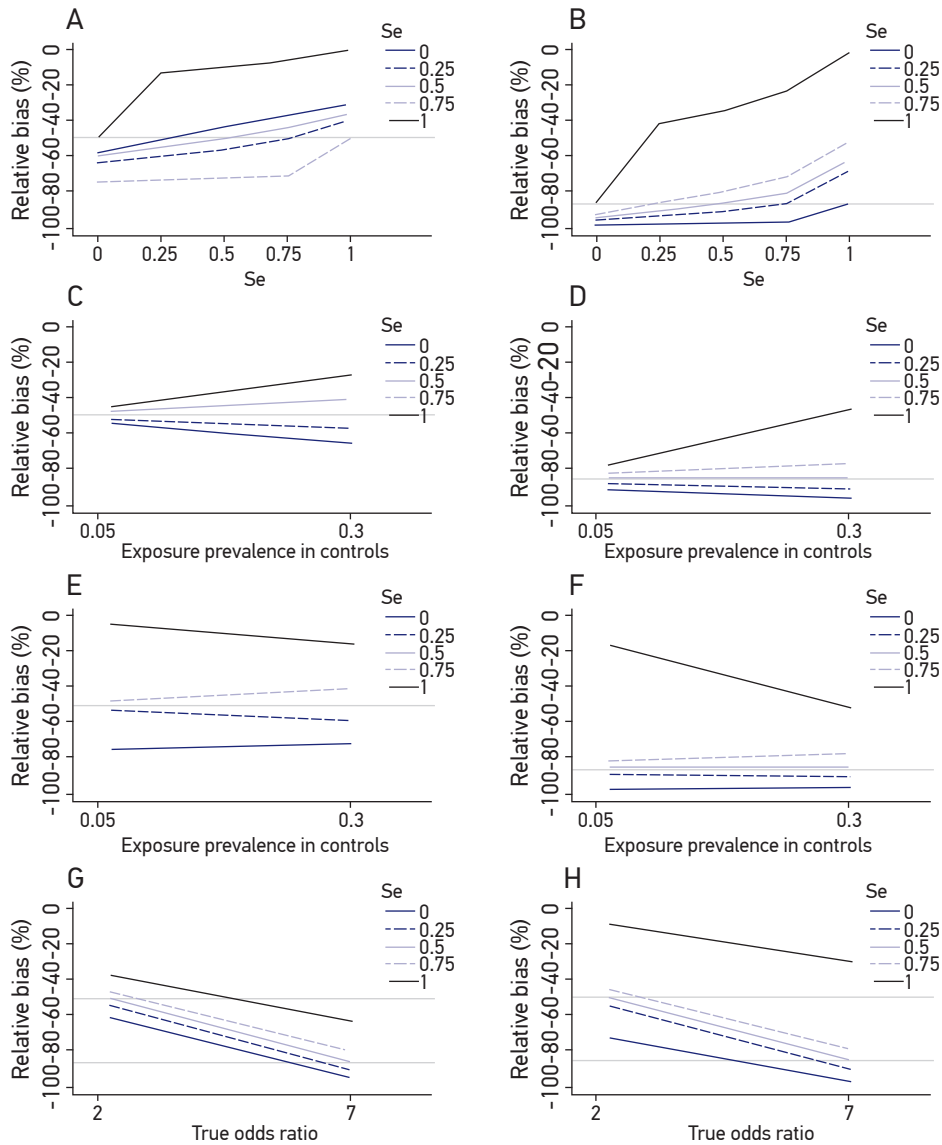 A
Relative bias (%)
0
-20
-40
-60
-80
-100
0 0.25 0.5 0.75 1
Se
Se
0
0.25
0.5
0.75
1
B
Relative bias (%)
0
-20
-40
-60
-80
-100
0 0.25 0.5 0.75 1
Se
Se
0
0.25
0.5
0.75
1
C
Relative bias (%)
0
-20
-40
-60
-80
-100
0.05 0.3
Exposure prevalence in controls
Se
0
0.25
0.5
0.75
1
D
Relative bias (%)
0
-20
-40
-60
-80
-100
0.05 0.3
Exposure prevalence in controls
Se
0
0.25
0.5
0.75
1
E
Relative bias (%)
0
-20
-40
-60
-80
-100
0.05 0.3
Exposure prevalence in controls
Se
0
0.25
0.5
0.75
1
F
Relative bias (%)
0
-20
-40
-60
-80
-100
0.05 0.3
Exposure prevalence in controls
Se
0
0.25
0.5
0.75
1
G
Relative bias (%)
0
-20
-40
-60
-80
-100
2 7
True odds ratio
Se
0
0.25
0.5
0.75
1
H
Relative bias (%)
0
-20
-40
-60
-80
-100
2 7
True odds ratio
Se
0
0.25
0.5
0.75
1